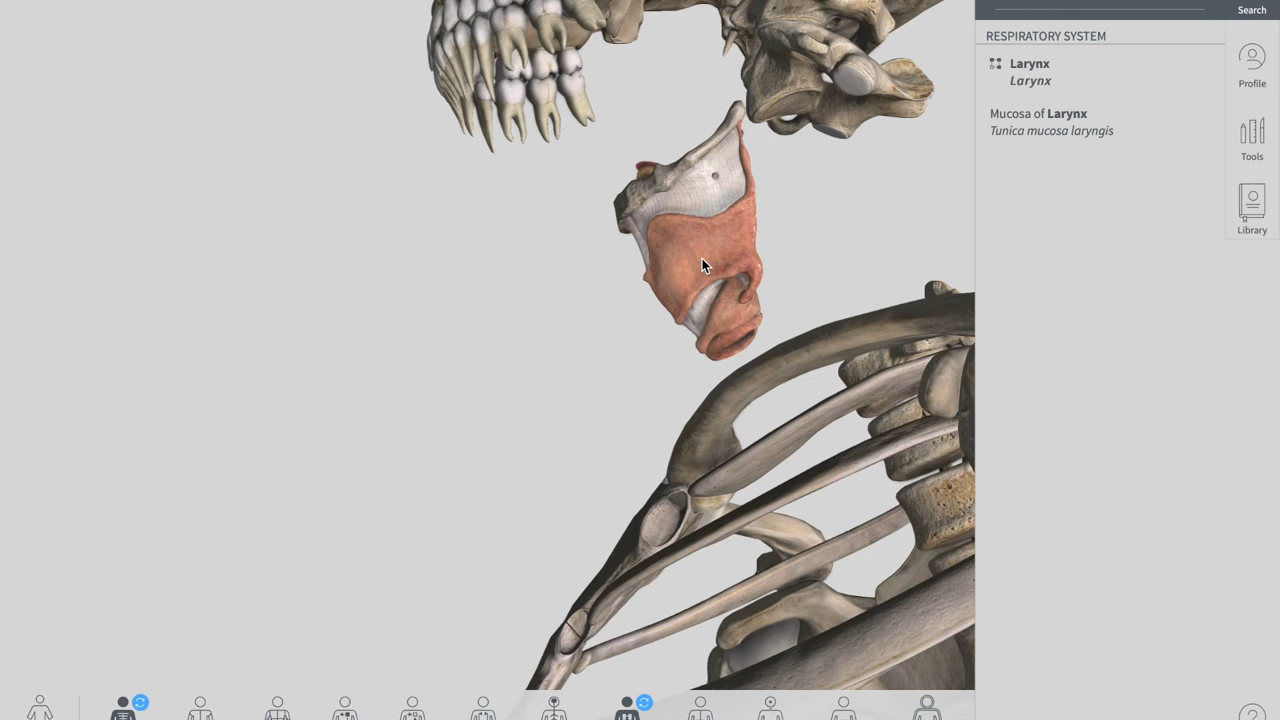 Search
RESPIRATORY SYSTEM
Larynx
Larynx
Profile
Mucosa of Larynx
Tunica mucosa laryngis
Tools
Library
?